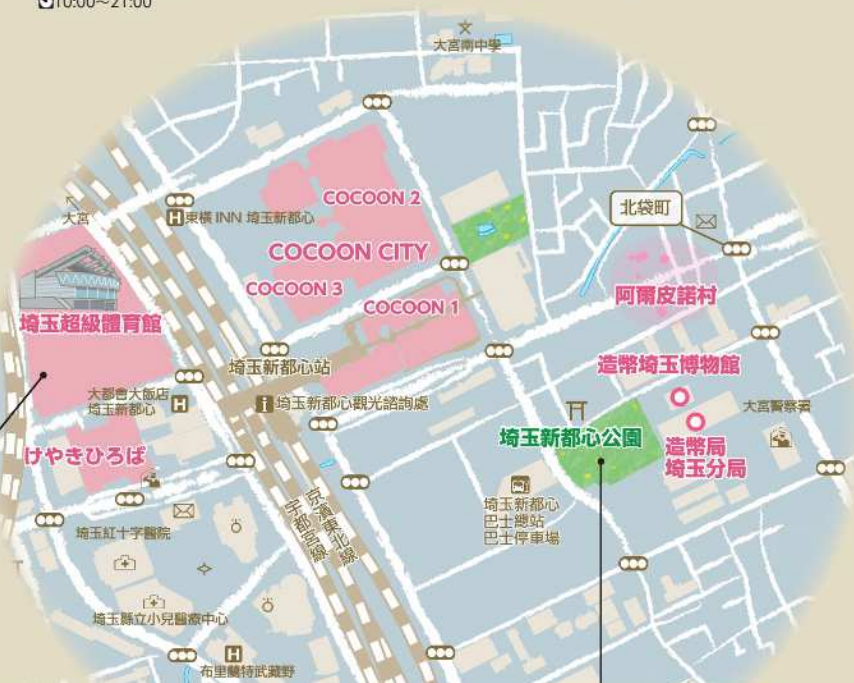 10:00~21:00
大宮南中學
大宮
H東橫 INN 埼玉新都心
COCOON 2
COCOON CITY
COCOON 3
COCOON 1
北袋町
阿爾皮諾村
埼玉超級體育館
埼玉新都心站
造幣埼玉博物館
大都會大飯店
埼玉新都心 H
i 埼玉新都心觀光諮詢處
大宮警察署
けやきひろば
埼玉新都心公園
造幣局
埼玉分局
京濱東北線
宇都宮線
埼玉新都心
巴士總站
巴士停車場
埼玉紅十字醫院
埼玉縣立小兒醫療中心
H
布里蘭特武藏野